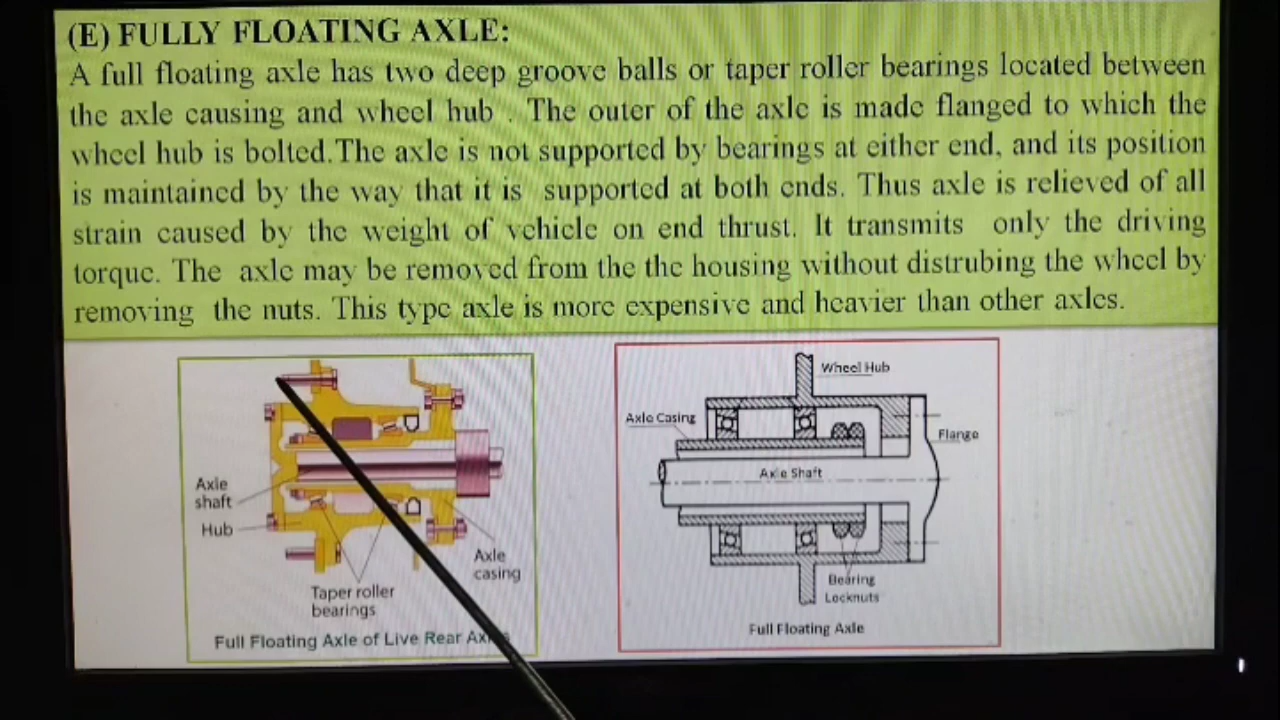 (E) FULLY FLOATING AXLE:
A full floating axle has two deep groove balls or taper roller bearings located between
the axle causing and wheel hub . The outer of the axle is made flanged to which the
wheel hub is bolted.The axle is not supported by bearings at either end, and its position
is maintained by the way that it is supported at both ends. Thus axle is relieved of all
strain caused by the weight of vehicle on end thrust. It transmits only the driving
torque. The axle may be removed from the the housing without distrubing the wheel by
removing the nuts. This type axle is more expensive and heavier than other axles.
Axle
shaft
Hub
Taper roller
bearings
Axle
casing
Full Floating Axle of Live Rear
Wheel Hub
Axle Casing
Flange
Axle Shaft
Bearing
Locknuts
Full Floating Axle